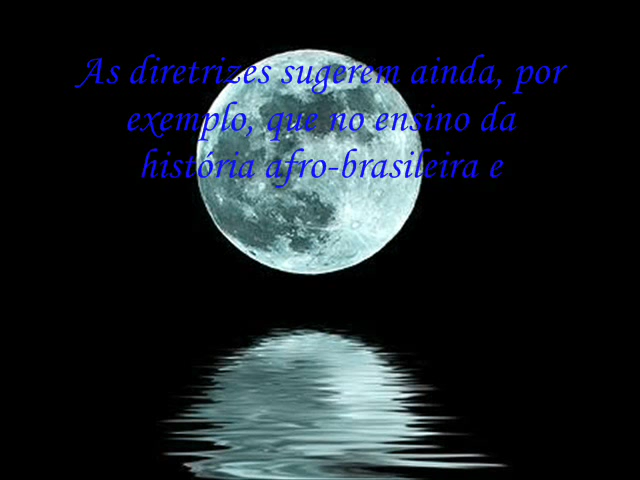 As diretrizes sugerem ainda, por
exemplo, que no ensino da
história afro-brasileira e